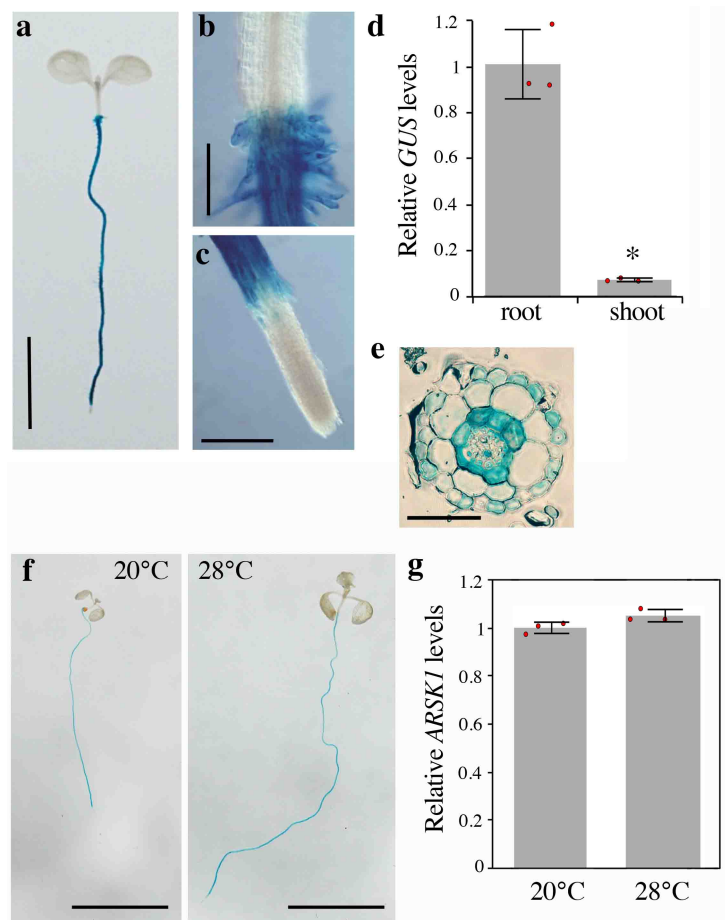 a
b
c
d
Relative GUS levels
1.2
1
0.8
0.6
0.4
0.2
0
*
root
shoot
e
f
20°C
28°C
g
Relative ARSK1 levels
1.2
1
0.8
0.6
0.4
0.2
0
20°C
28°C